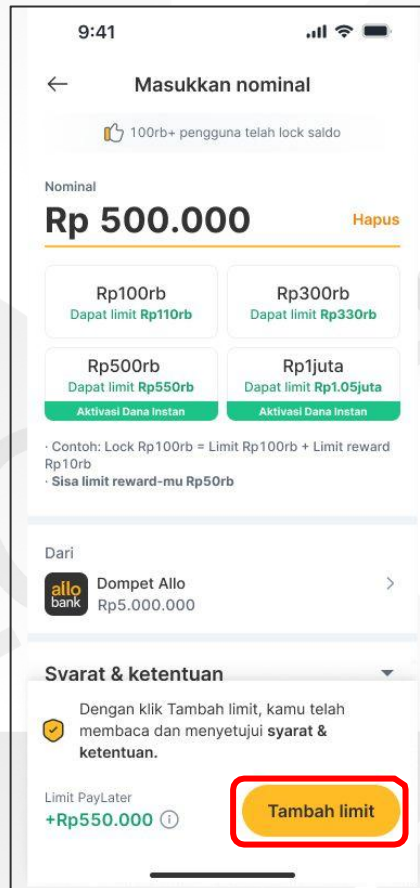 9:41
Masukkan nominal
100rb+ pengguna telah lock saldo
Nominal
Rp 500.000
Hapus
Rp100rb
Dapat limit Rp110rb
Rp300rb
Dapat limit Rp330rb
Rp500rb
Dapat limit Rp550rb
Aktivasi Dana Instan
Rp1juta
Dapat limit Rp1.05juta
Aktivasi Dana Instan
· Contoh: Lock Rp100rb = Limit Rp100rb + Limit reward
Rp10rb
· Sisa limit reward-mu Rp50rb
Dari
allo
bank
Dompet Allo
Rp5.000.000
Syarat & ketentuan
Dengan klik Tambah limit, kamu telah
membaca dan menyetujui syarat &
ketentuan.
Limit PayLater
+Rp550.000
Tambah limit